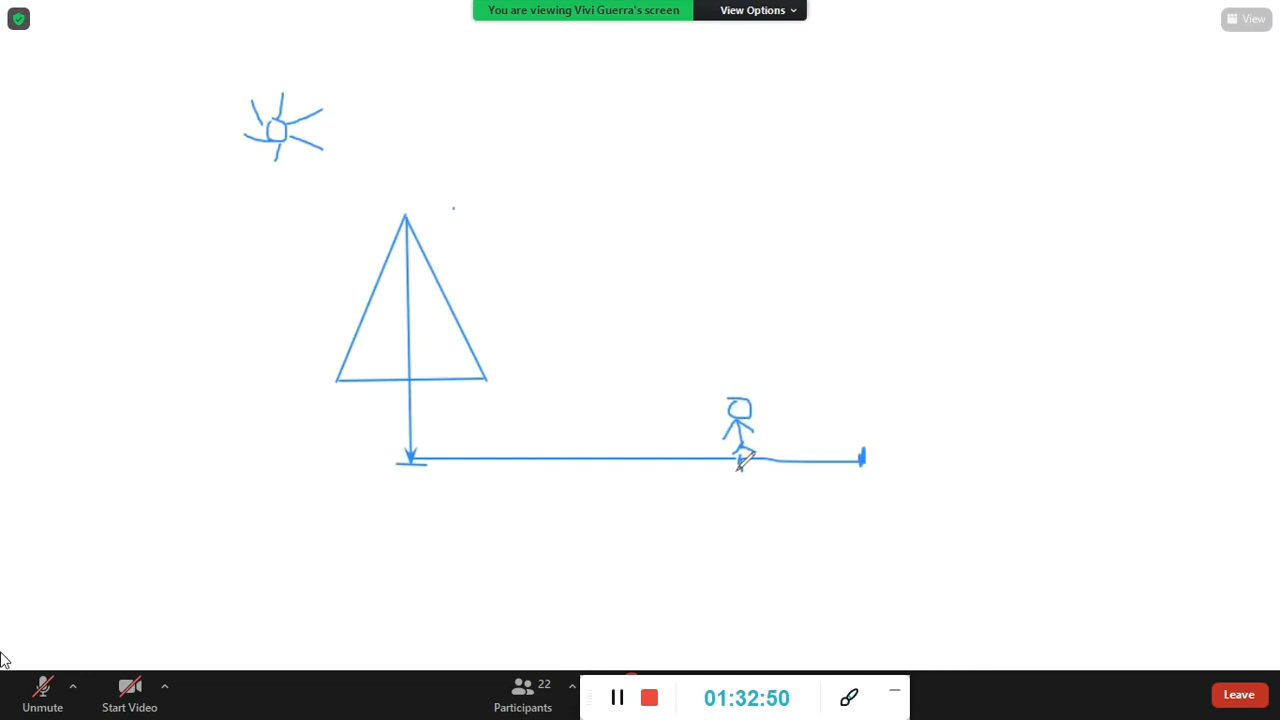 You are viewing Vivi Guerra's screen
View Options
View
Unmute
Start Video
Participants
22
01:32:50
Leave